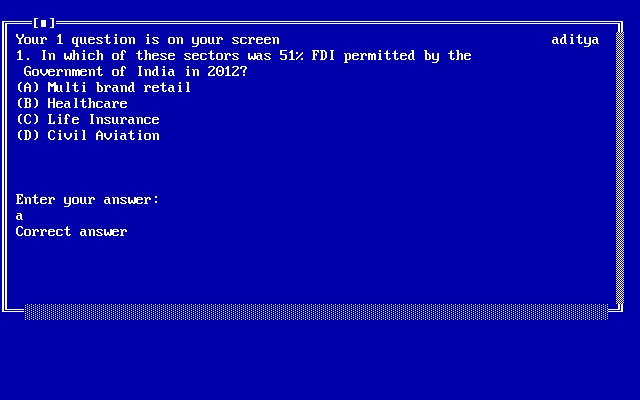 [■]
Your 1 question is on your screen aditya
1. In which of these sectors was 51% FDI permitted by the
Government of India in 2012?
(A) Multi brand retail
(B) Healthcare
(C) Life Insurance
(D) Civil Aviation
Enter your answer:
a
Correct answer